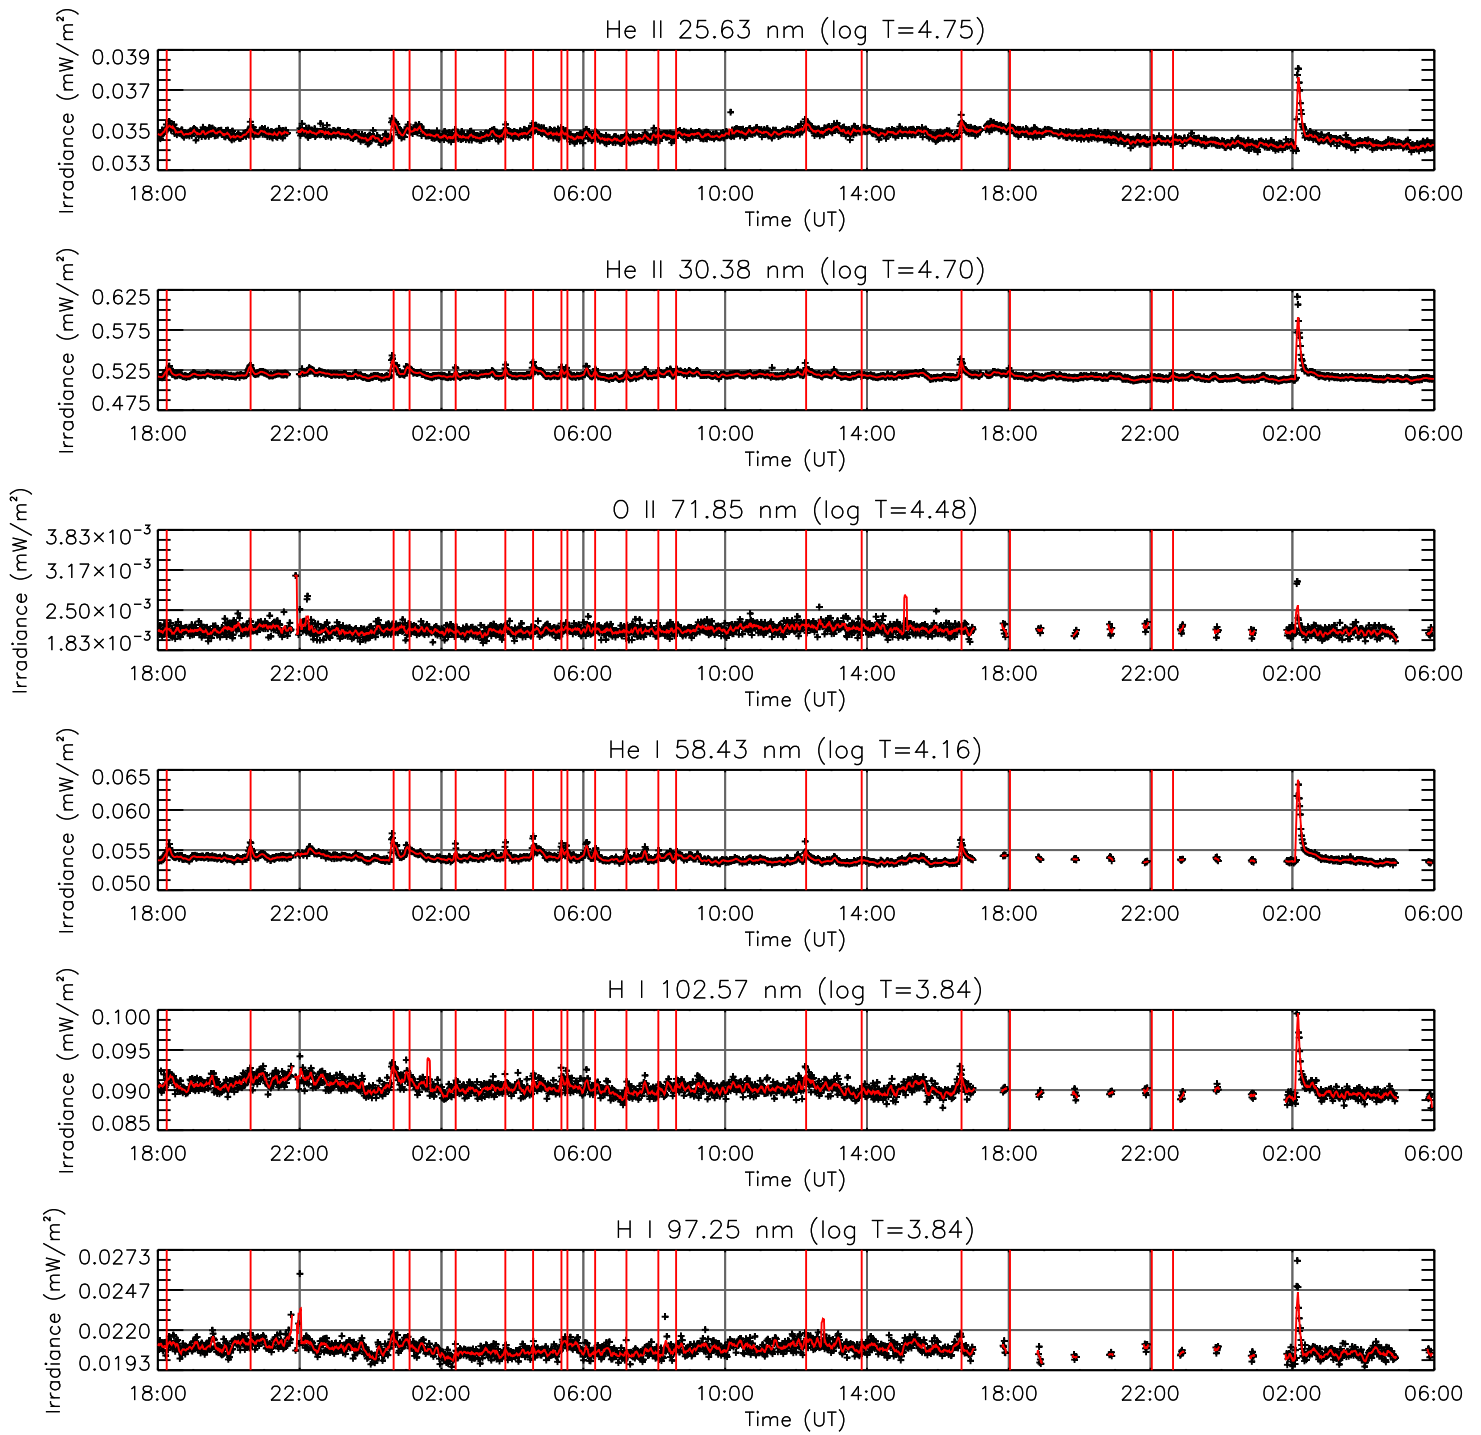 He II 25.63 nm (log T=4.75)
Irradiance (mW/m²)
0.039
0.037
0.035
0.033
18:00 22:00 02:00 06:00 10:00 14:00 18:00 22:00 02:00 06:00
Time (UT)
He II 30.38 nm (log T=4.70)
Irradiance (mW/m²)
0.625
0.575
0.525
0.475
18:00 22:00 02:00 06:00 10:00 14:00 18:00 22:00 02:00 06:00
Time (UT)
O II 71.85 nm (log T=4.48)
Irradiance (mW/m²)
3.83×10⁻³
3.17×10⁻³
2.50×10⁻³
1.83×10⁻³
18:00 22:00 02:00 06:00 10:00 14:00 18:00 22:00 02:00 06:00
Time (UT)
He I 58.43 nm (log T=4.16)
Irradiance (mW/m²)
0.065
0.060
0.055
0.050
18:00 22:00 02:00 06:00 10:00 14:00 18:00 22:00 02:00 06:00
Time (UT)
H I 102.57 nm (log T=3.84)
Irradiance (mW/m²)
0.100
0.095
0.090
0.085
18:00 22:00 02:00 06:00 10:00 14:00 18:00 22:00 02:00 06:00
Time (UT)
H I 97.25 nm (log T=3.84)
Irradiance (mW/m²)
0.0273
0.0247
0.0220
0.0193
18:00 22:00 02:00 06:00 10:00 14:00 18:00 22:00 02:00 06:00
Time (UT)